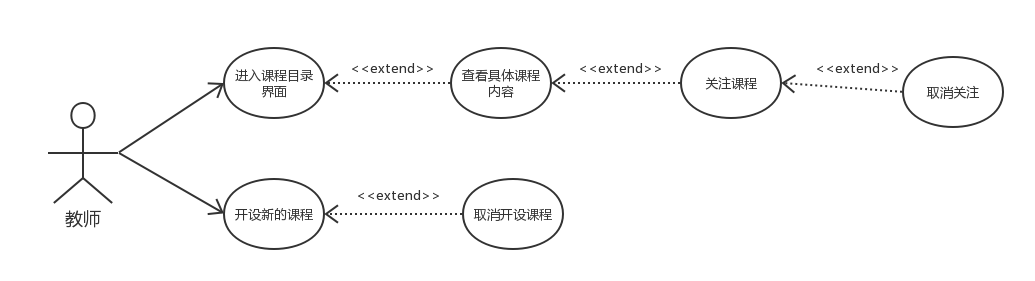 进入课程目录
界面
<<extend>>
查看具体课程
内容
<<extend>>
关注课程
<<extend>>
取消关注
教师
开设新的课程
<<extend>>
取消开设课程